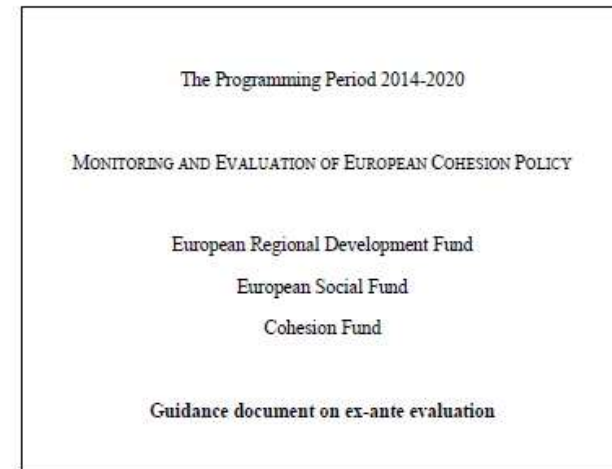 The Programming Period 2014-2020
MONITORING AND EVALUATION OF EUROPEAN COHESION POLICY
European Regional Development Fund
European Social Fund
Cohesion Fund
Guidance document on ex-ante evaluation